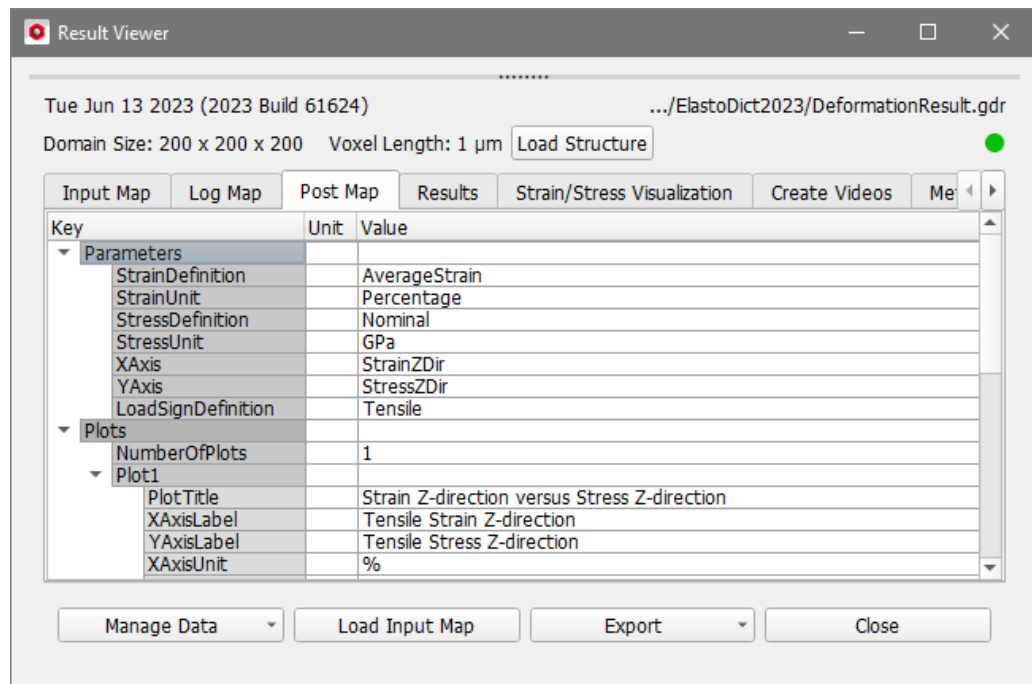 Result Viewer
Tue Jun 13 2023 (2023 Build 61624) .../ElastoDict2023/DeformationResult.gdr
Domain Size: 200 x 200 x 200 Voxel Length: 1 µm Load Structure
Input Map Log Map Post Map Results Strain/Stress Visualization Create Videos Me
Key Unit Value
Parameters
StrainDefinition AverageStrain
StrainUnit Percentage
StressDefinition Nominal
StressUnit GPa
XAxis StrainZDir
YAxis StressZDir
LoadSignDefinition Tensile
Plots
NumberOfPlots 1
Plot1
PlotTitle Strain Z-direction versus Stress Z-direction
XAxisLabel Tensile Strain Z-direction
YAxisLabel Tensile Stress Z-direction
XAxisUnit %
Manage Data Load Input Map Export Close